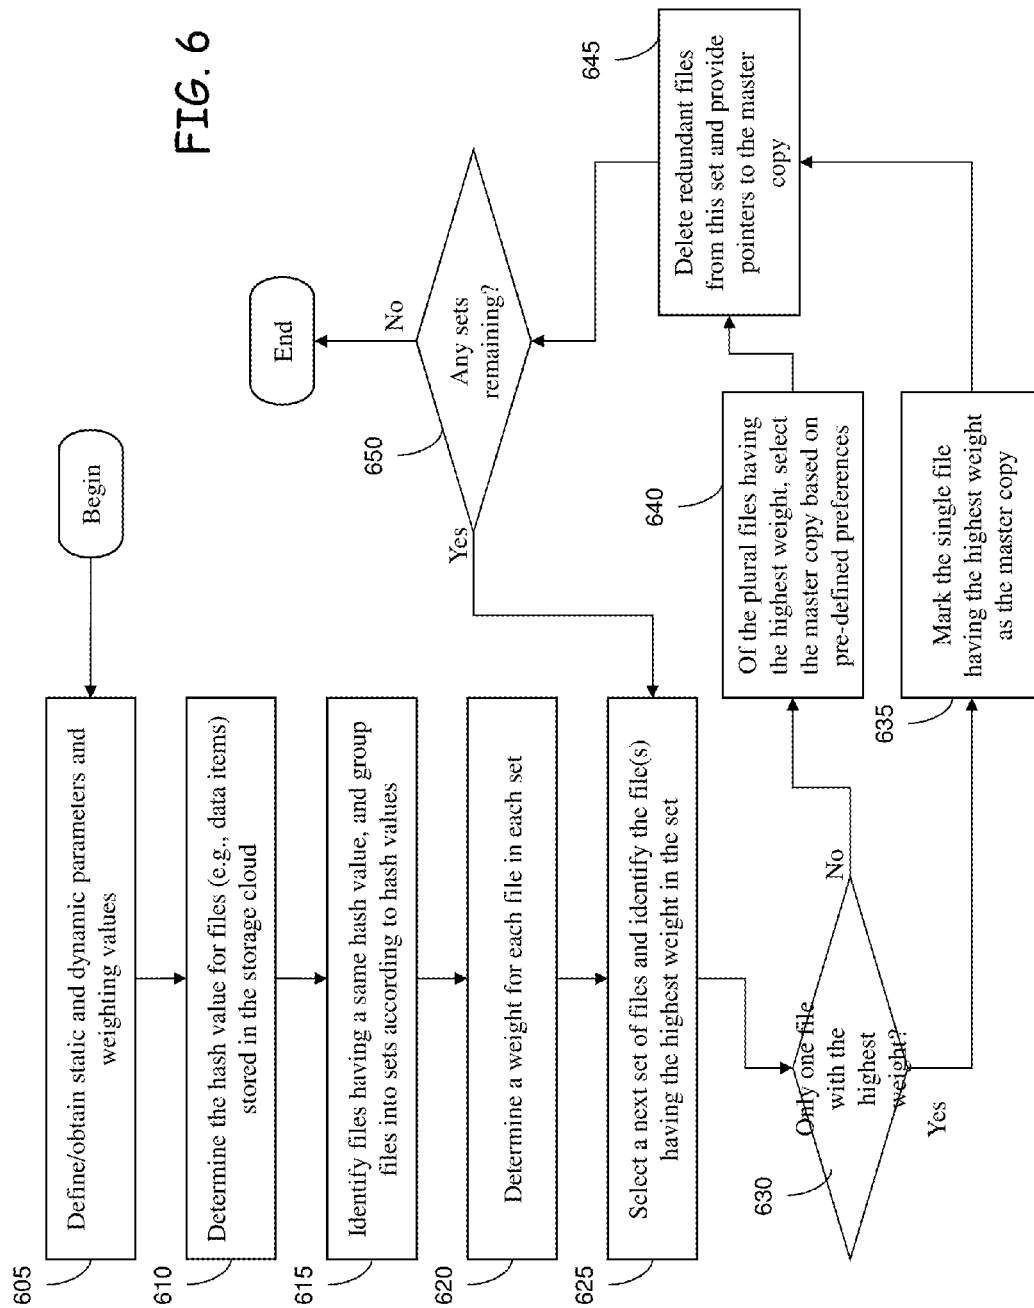 FIG. 6
Begin
605
Define/obtain static and dynamic parameters and
weighting values
610
Determine the hash value for files (e.g., data items)
stored in the storage cloud
615
Identify files having a same hash value, and group
files into sets according to hash values
620
Determine a weight for each file in each set
625
Select a next set of files and identify the file(s)
having the highest weight in the set
630
Only one file
with the
highest
weight?
No
Yes
635
Mark the single file
having the highest weight
as the master copy
640
Of the plural files having
the highest weight, select
the master copy based on
pre-defined preferences
645
Delete redundant files
from this set and provide
pointers to the master
copy
650
Any sets
remaining?
Yes
No
End